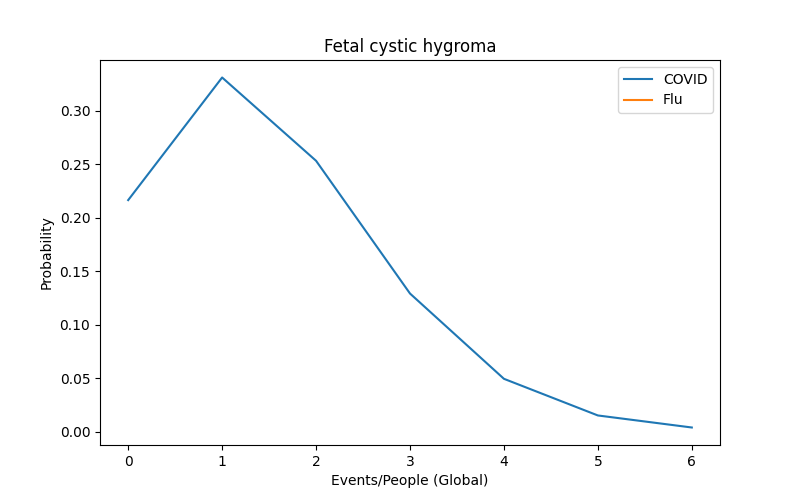 Fetal cystic hygroma
COVID
Flu
Probability
0.30
0.25
0.20
0.15
0.10
0.05
0.00
0 1 2 3 4 5 6
Events/People (Global)